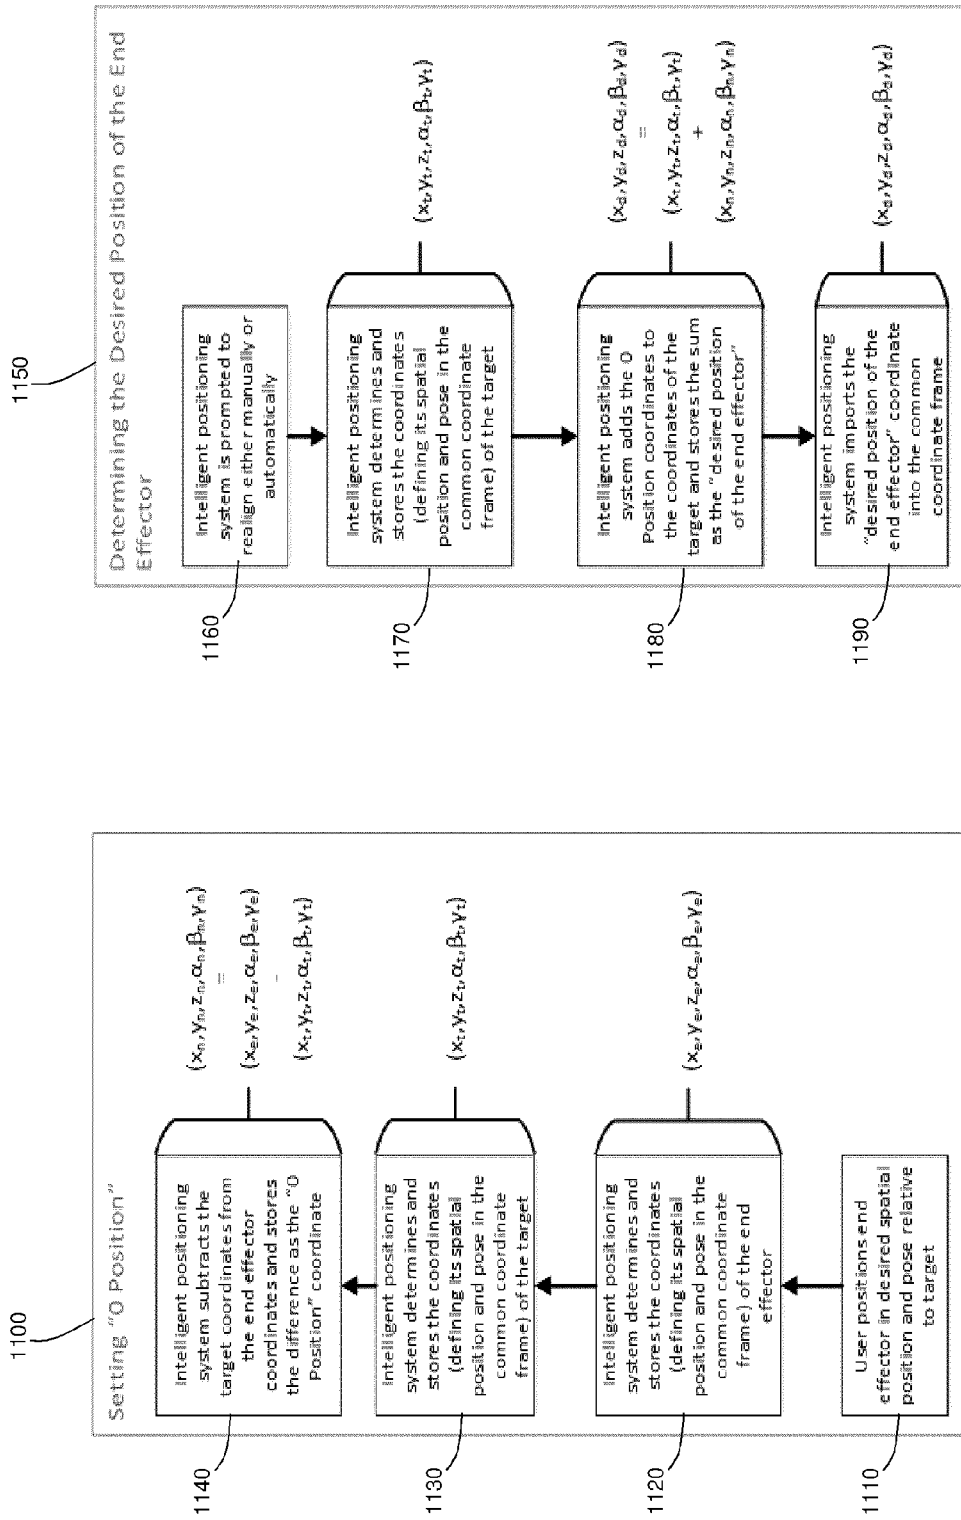 1100
Setting "0 Position"
1140
Intelligent positioning
system subtracts the
target coordinates from
the end effector
coordinates and stores
the difference as the "0
Position" coordinate
(xn,yn,zn,αn,βn,γn)
=
(xe,ye,ze,αe,βe,γe)
-
(xt,yt,zt,αt,βt,γt)
1130
Intelligent positioning
system determines and
stores the coordinates
(defining its spatial
position and pose in the
common coordinate
frame) of the target
(xt,yt,zt,αt,βt,γt)
1120
Intelligent positioning
system determines and
stores the coordinates
(defining its spatial
position and pose in the
common coordinate
frame) of the end
effector
(xe,ye,ze,αe,βe,γe)
1110
User positions end
effector in desired spatial
position and pose relative
to target
1150
Determining the Desired Position of the End
Effector
1160
Intelligent positioning
system is prompted to
realign either manually or
automatically
1170
Intelligent positioning
system determines and
stores the coordinates
(defining its spatial
position and pose in the
common coordinate
frame) of the target
(xt,yt,zt,αt,βt,γt)
1180
Intelligent positioning
system adds the 0
Position coordinates to
the coordinates of the
target and stores the sum
as the "desired position
of the end effector"
(xd,yd,zd,αd,βd,γd)
=
(xt,yt,zt,αt,βt,γt)
+
(xn,yn,zn,αn,βn,γn)
1190
Intelligent positioning
system imports the
"desired position of the
end effector" coordinate
into the common
coordinate frame
(xd,yd,zd,αd,βd,γd)